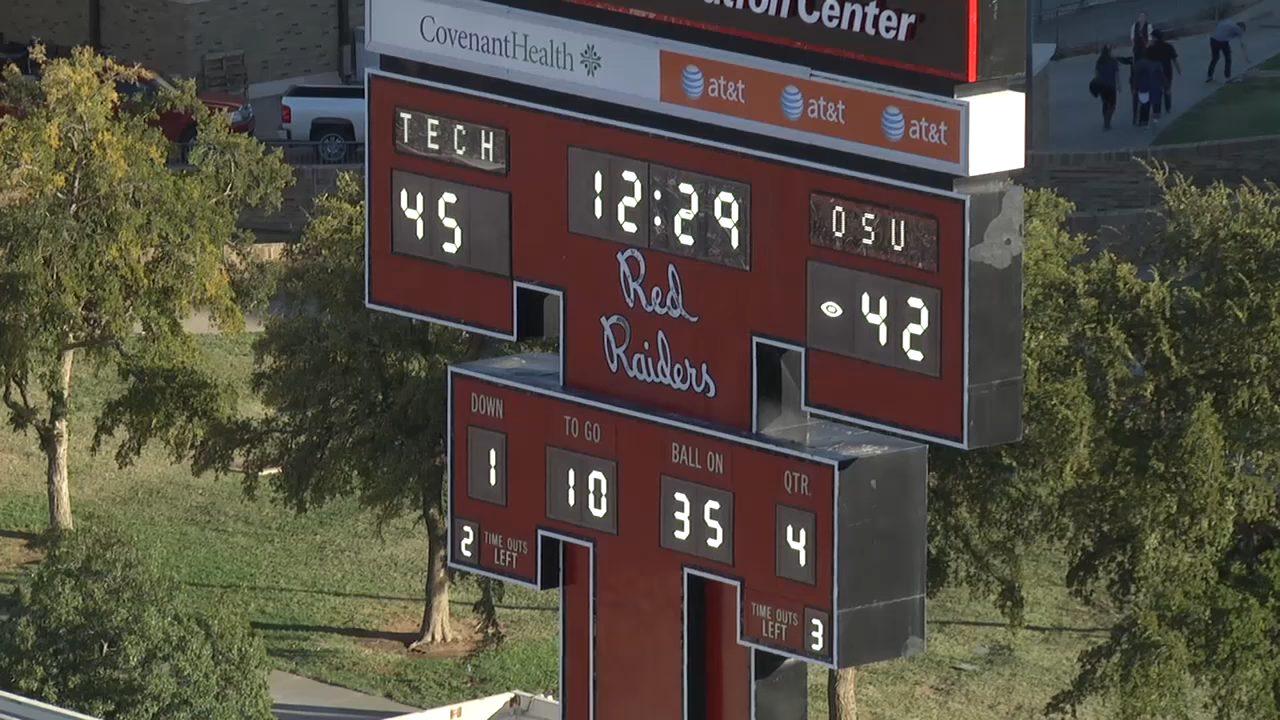 Center
CovenantHealth
at&t at&t at&t
TECH
45
12:29
OSU
42
Red
Raiders
DOWN
1
TO GO
10
BALL ON
35
QTR.
4
2
TIME OUTS
LEFT
TIME OUTS
LEFT
3